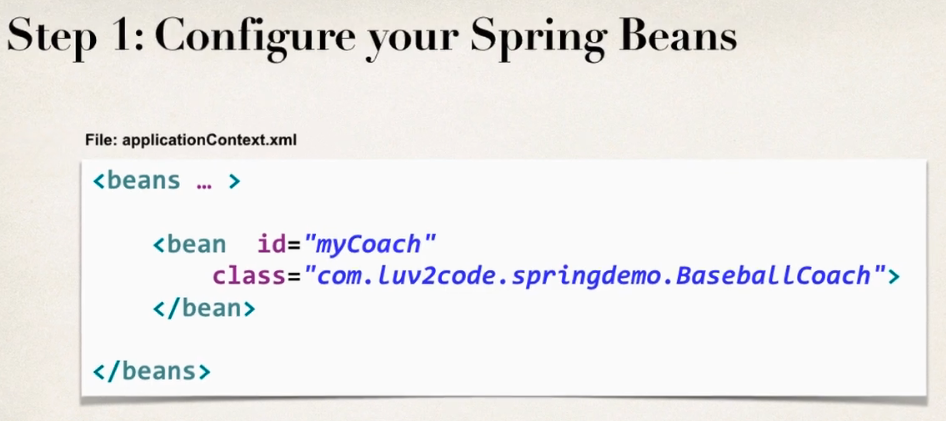 Step 1: Configure your Spring Beans
File: applicationContext.xml
<beans … >
<bean id="myCoach"
class="com.luv2code.springdemo.BaseballCoach">
</bean>
</beans>